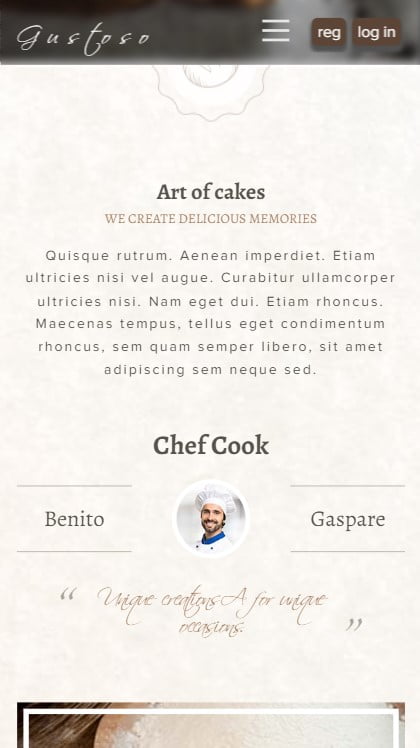 Gustoso
reg
log in
Art of cakes
WE CREATE DELICIOUS MEMORIES
Quisque rutrum. Aenean imperdiet. Etiam
ultricies nisi vel augue. Curabitur ullamcorper
ultricies nisi. Nam eget dui. Etiam rhoncus.
Maecenas tempus, tellus eget condimentum
rhoncus, sem quam semper libero, sit amet
adipiscing sem neque sed.
Chef Cook
Benito
Gaspare
“ Unique creations A for unique
occasions. ”